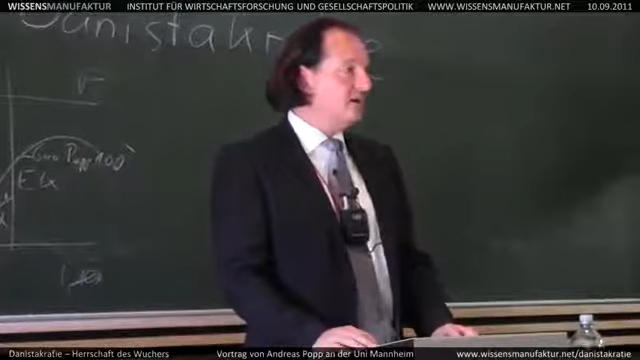 WISSENSMANUFAKTUR INSTITUT FÜR WIRTSCHAFTSFORSCHUNG UND GESELLSCHAFTSPOLITIK WWW.WISSENSMANUFAKTUR.NET 10.09.2011
Danistakr
Danistakratie – Herrschaft des Wuchers Vortrag von Andreas Popp an der Uni Mannheim www.wissensmanufaktur.net/danistakratie